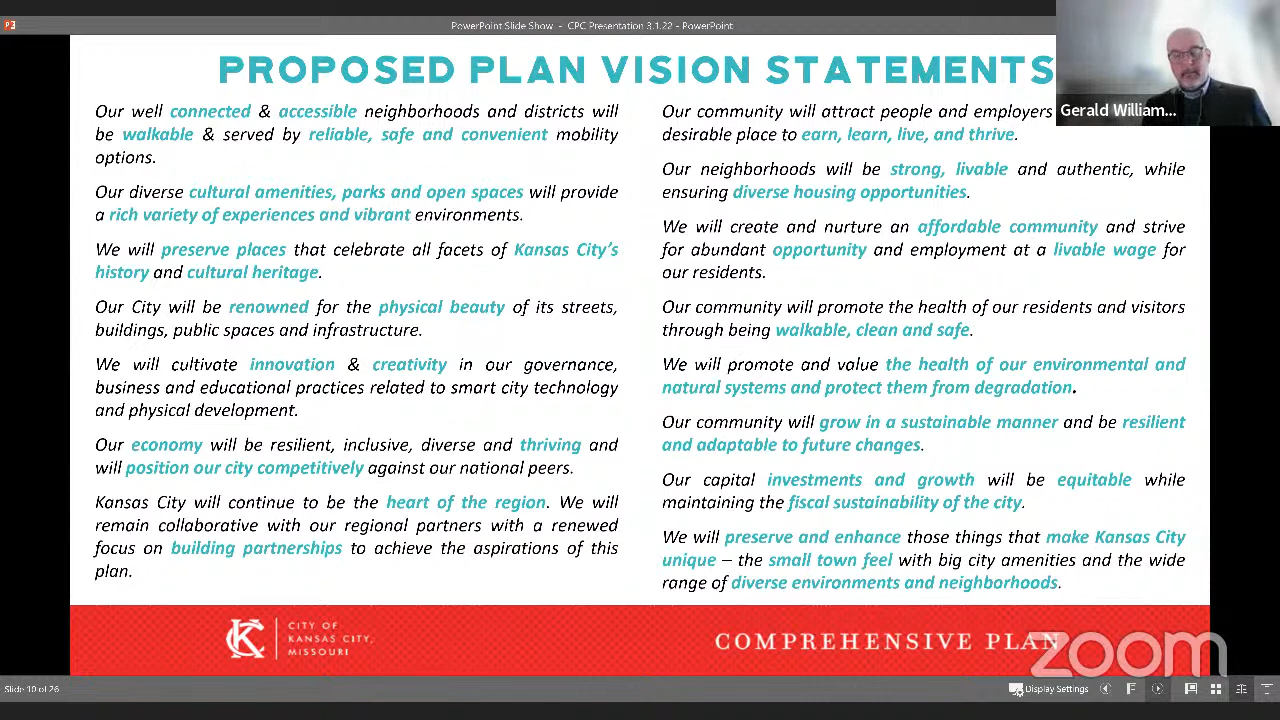 PowerPoint Slide Show - CPC Presentation 3.1.22 - PowerPoint
PROPOSED PLAN VISION STATEMENTS
Our well connected & accessible neighborhoods and districts will
be walkable & served by reliable, safe and convenient mobility
options.
Our diverse cultural amenities, parks and open spaces will provide
a rich variety of experiences and vibrant environments.
We will preserve places that celebrate all facets of Kansas City's
history and cultural heritage.
Our City will be renowned for the physical beauty of its streets,
buildings, public spaces and infrastructure.
We will cultivate innovation & creativity in our governance,
business and educational practices related to smart city technology
and physical development.
Our economy will be resilient, inclusive, diverse and thriving and
will position our city competitively against our national peers.
Kansas City will continue to be the heart of the region. We will
remain collaborative with our regional partners with a renewed
focus on building partnerships to achieve the aspirations of this
plan.
Our community will attract people and employers
desirable place to earn, learn, live, and thrive.
Our neighborhoods will be strong, livable and authentic, while
ensuring diverse housing opportunities.
We will create and nurture an affordable community and strive
for abundant opportunity and employment at a livable wage for
our residents.
Our community will promote the health of our residents and visitors
through being walkable, clean and safe.
We will promote and value the health of our environmental and
natural systems and protect them from degradation.
Our community will grow in a sustainable manner and be resilient
and adaptable to future changes.
Our capital investments and growth will be equitable while
maintaining the fiscal sustainability of the city.
We will preserve and enhance those things that make Kansas City
unique – the small town feel with big city amenities and the wide
range of diverse environments and neighborhoods.
Gerald William...
KC
CITY OF
KANSAS CITY,
MISSOURI
COMPREHENSIVE PLAN
zoom
Slide 10 of 26
Display Settings